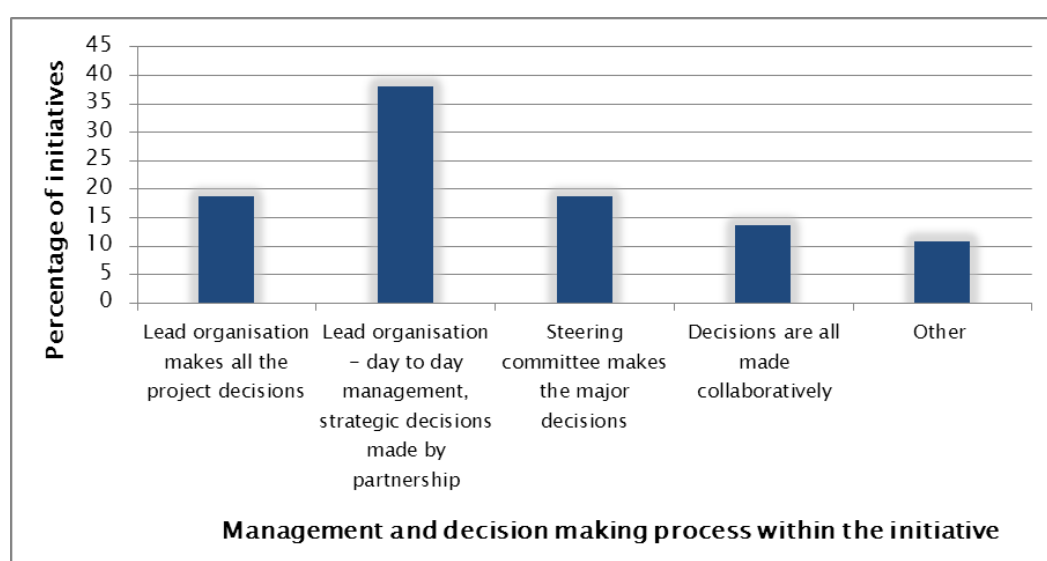 Percentage of initiatives
45
40
35
30
25
20
15
10
5
0
Lead organisation
makes all the
project decisions
Lead organisation
– day to day
management,
strategic decisions
made by
partnership
Steering
committee makes
the major
decisions
Decisions are all
made
collaboratively
Other
Management and decision making process within the initiative